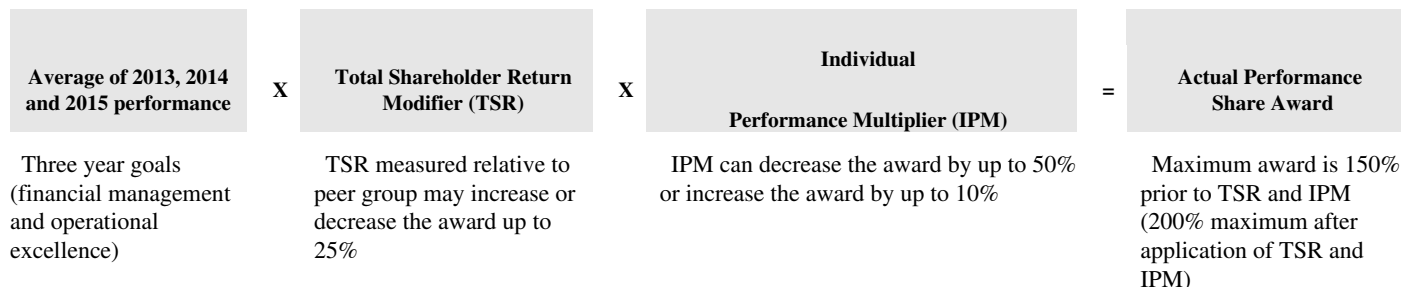 Average of 2013, 2014
and 2015 performance
X
Total Shareholder Return
Modifier (TSR)
X
Individual
Performance Multiplier (IPM)
=
Actual Performance
Share Award
Three year goals
(financial management
and operational
excellence)
TSR measured relative to
peer group may increase or
decrease the award up to
25%
IPM can decrease the award by up to 50%
or increase the award by up to 10%
Maximum award is 150%
prior to TSR and IPM
(200% maximum after
application of TSR and
IPM)